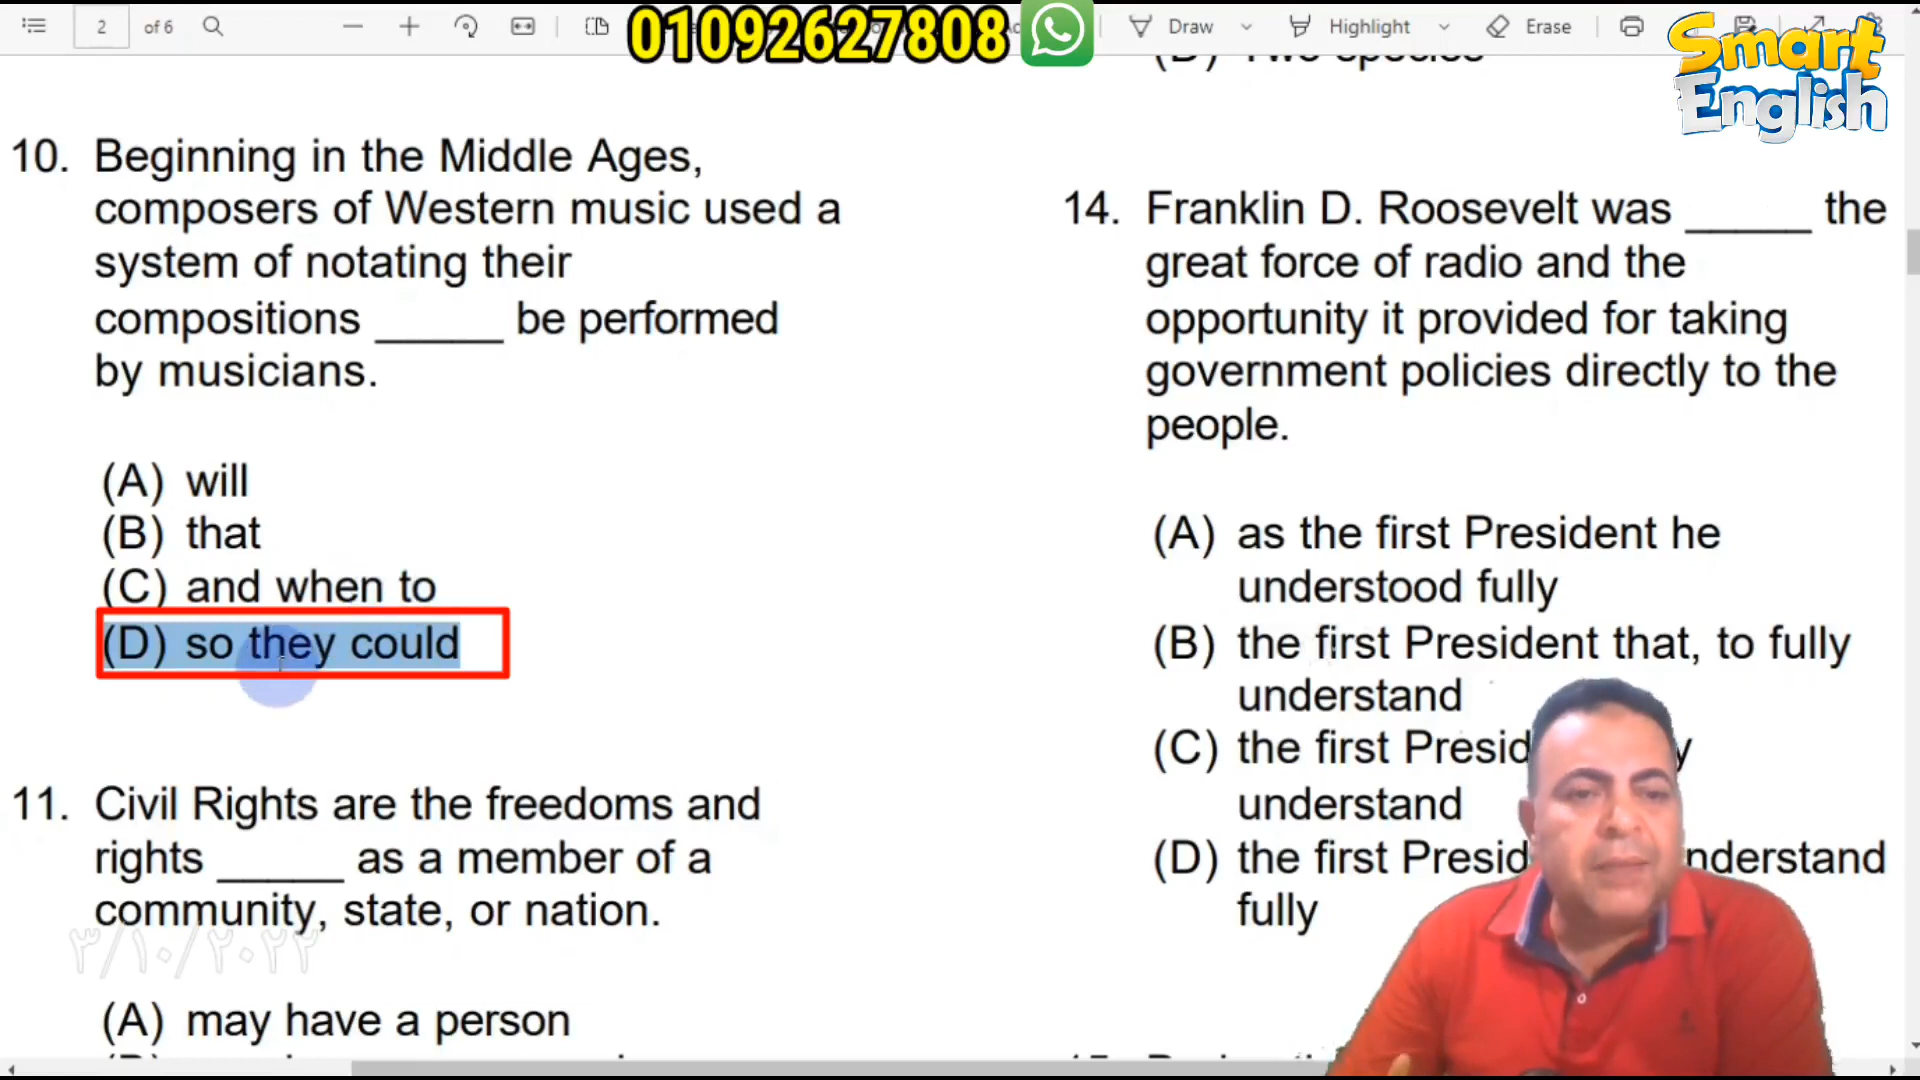 2 of 6
01092627808
Draw
Highlight
Erase
Smart
English
10. Beginning in the Middle Ages,
composers of Western music used a
system of notating their
compositions _____ be performed
by musicians.
(A) will
(B) that
(C) and when to
(D) so they could
11. Civil Rights are the freedoms and
rights _____ as a member of a
community, state, or nation.
٣/١٠/٢٠٢٢
(A) may have a person
14. Franklin D. Roosevelt was _____ the
great force of radio and the
opportunity it provided for taking
government policies directly to the
people.
(A) as the first President he
understood fully
(B) the first President that, to fully
understand
(C) the first
understand
(D) the first
fully